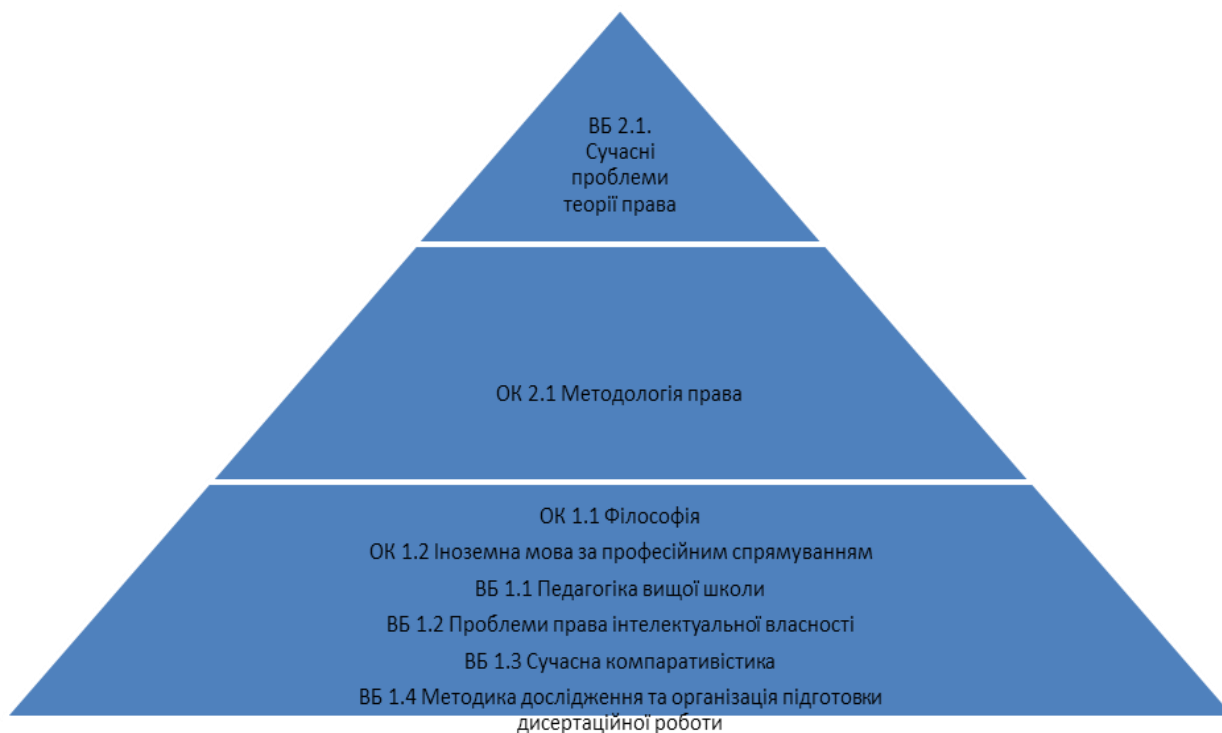 ВБ 2.1.
Сучасні
проблеми
теорії права
ОК 2.1 Методологія права
ОК 1.1 Філософія
ОК 1.2 Іноземна мова за професійним спрямуванням
ВБ 1.1 Педагогіка вищої школи
ВБ 1.2 Проблеми права інтелектуальної власності
ВБ 1.3 Сучасна компаративістика
ВБ 1.4 Методика дослідження та організація підготовки
дисертаційної роботи